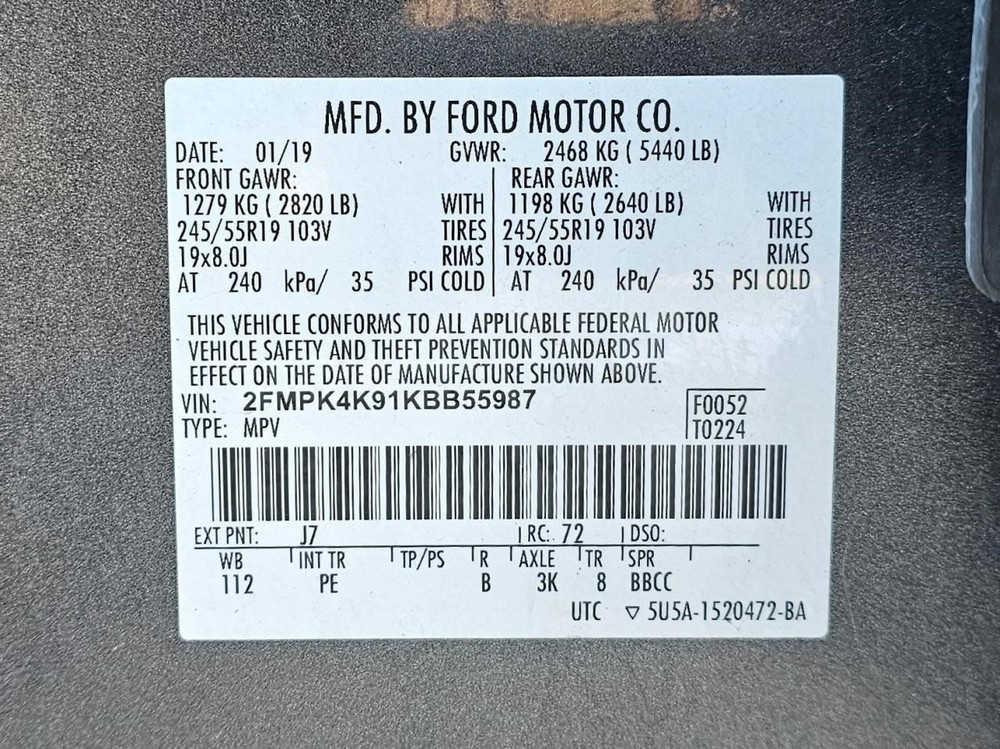 MFD. BY FORD MOTOR CO.
DATE: 01/19 GVWR: 2468 KG ( 5440 LB)
FRONT GAWR: REAR GAWR:
1279 KG ( 2820 LB) WITH 1198 KG ( 2640 LB) WITH
245/55R19 103V TIRES 245/55R19 103V TIRES
19x8.0J RIMS 19x8.0J RIMS
AT 240 kPa/ 35 PSI COLD AT 240 kPa/ 35 PSI COLD
THIS VEHICLE CONFORMS TO ALL APPLICABLE FEDERAL MOTOR
VEHICLE SAFETY AND THEFT PREVENTION STANDARDS IN
EFFECT ON THE DATE OF MANUFACTURE SHOWN ABOVE.
VIN: 2FMPK4K91KBB55987 F0052
TYPE: MPV T0224
EXT PNT: J7 RC: 72 DSO:
WB INT TR TP/PS R AXLE TR SPR
112 PE B 3K 8 BBCC
UTC ▽ 5U5A-1520472-BA